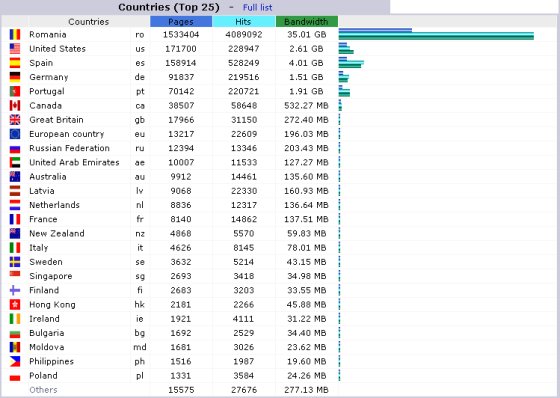 Countries (Top 25) - Full list
Countries Pages Hits Bandwidth
Romania ro 1533404 4089092 35.01 GB
United States us 171700 228947 2.61 GB
Spain es 158914 528249 4.01 GB
Germany de 91837 219516 1.51 GB
Portugal pt 70142 220721 1.91 GB
Canada ca 38507 58648 532.27 MB
Great Britain gb 17966 31150 272.40 MB
European country eu 13217 22609 196.03 MB
Russian Federation ru 12394 13346 203.43 MB
United Arab Emirates ae 10007 11533 127.27 MB
Australia au 9912 14461 135.60 MB
Latvia lv 9068 22330 160.93 MB
Netherlands nl 8836 12317 136.64 MB
France fr 8140 14862 137.51 MB
New Zealand nz 4868 5570 59.83 MB
Italy it 4626 8145 78.01 MB
Sweden se 3632 5214 43.15 MB
Singapore sg 2693 3418 34.98 MB
Finland fi 2683 3203 33.55 MB
Hong Kong hk 2181 2266 45.88 MB
Ireland ie 1921 4111 31.22 MB
Bulgaria bg 1692 2529 34.40 MB
Moldova md 1681 3026 23.62 MB
Philippines ph 1516 1987 19.60 MB
Poland pl 1331 3584 24.26 MB
Others 15575 27676 277.13 MB